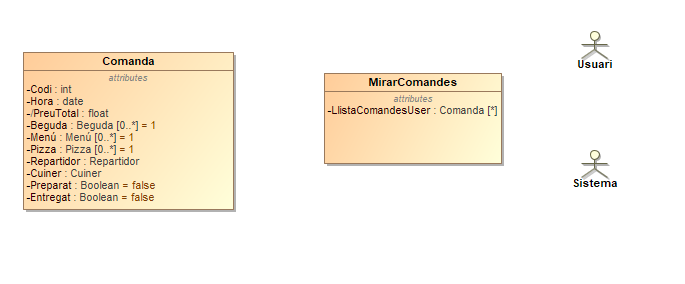 Comanda
attributes
-Codi : int
-Hora : date
-/PreuTotal : float
-Beguda : Beguda [0..*] = 1
-Menú : Menú [0..*] = 1
-Pizza : Pizza [0..*] = 1
-Repartidor : Repartidor
-Cuiner : Cuiner
-Preparat : Boolean = false
-Entregat : Boolean = false
MirarComandes
attributes
-LlistaComandesUser : Comanda [*]
Usuari
Sistema